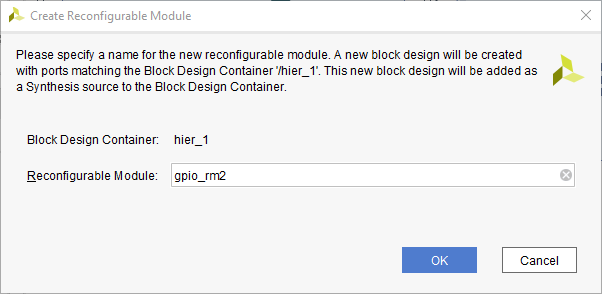 Create Reconfigurable Module
Please specify a name for the new reconfigurable module. A new block design will be created
with ports matching the Block Design Container '/hier_1'. This new block design will be added as
a Synthesis source to the Block Design Container.
Block Design Container: hier_1
Reconfigurable Module: gpio_rm2
OK Cancel